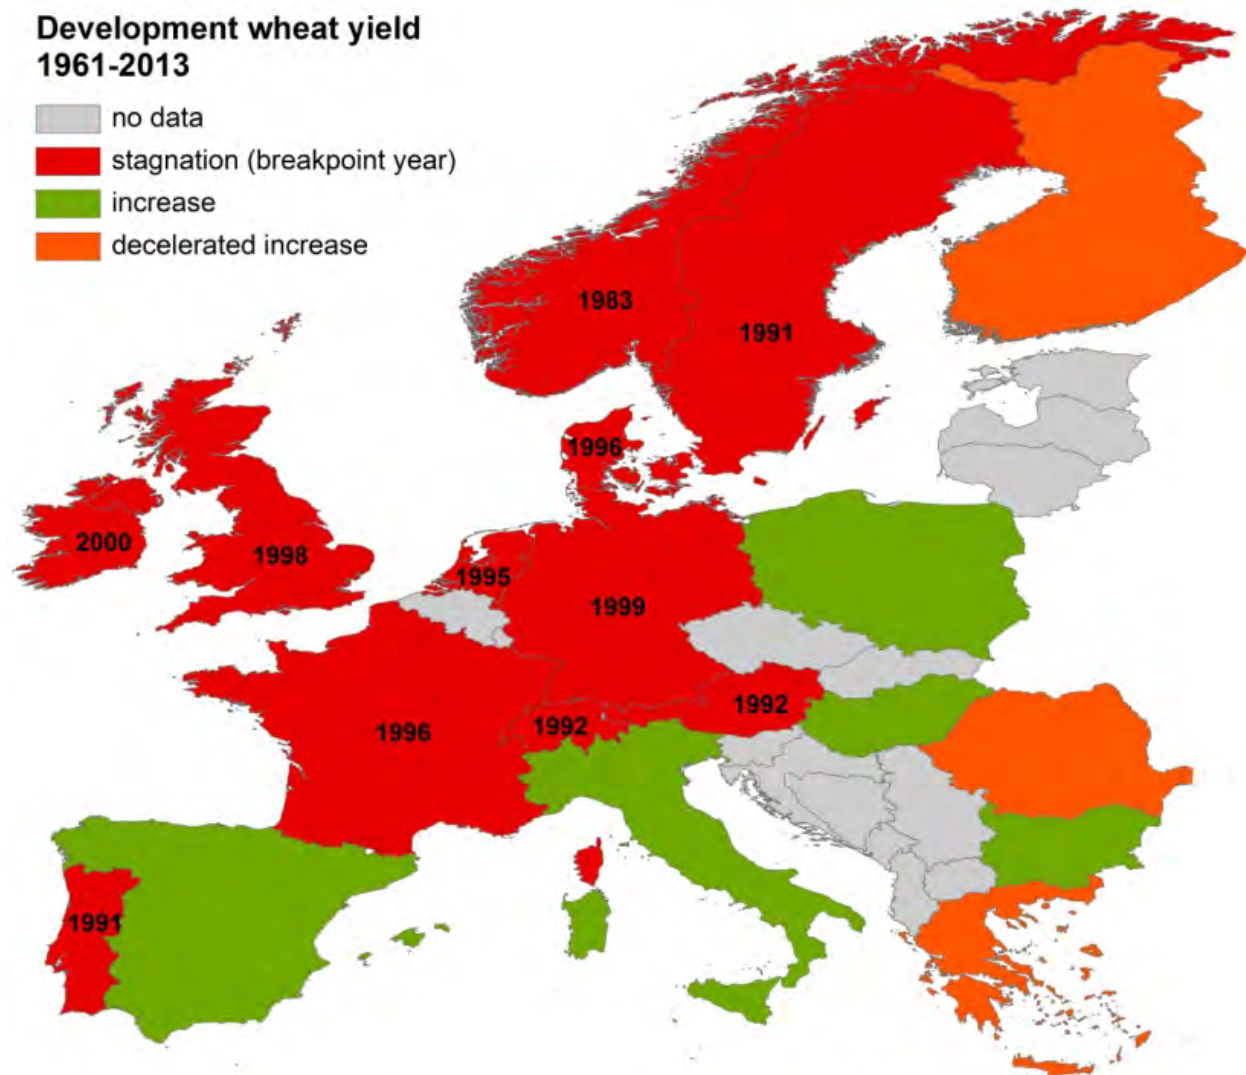 Development wheat yield
1961-2013
no data
stagnation (breakpoint year)
increase
decelerated increase
1983
1991
1996
2000
1998
1995
1999
1992
1992
1996
1991